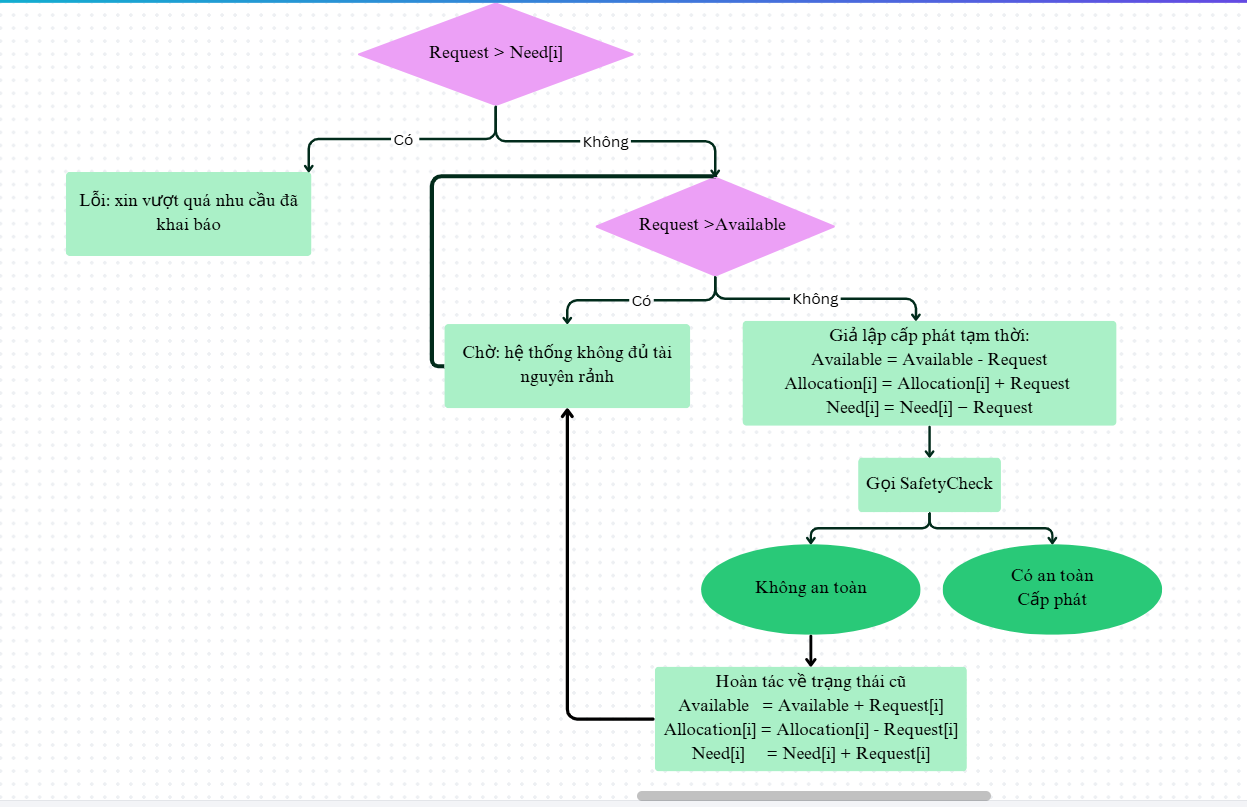 Request > Need[i]
Có
Không
Lỗi: xin vượt quá nhu cầu đã
khai báo
Request >Available
Có
Không
Chờ: hệ thống không đủ tài
nguyên rảnh
Giả lập cấp phát tạm thời:
Available = Available - Request
Allocation[i] = Allocation[i] + Request
Need[i] = Need[i] − Request
Gọi SafetyCheck
Không an toàn
Có an toàn
Cấp phát
Hoàn tác về trạng thái cũ
Available = Available + Request[i]
Allocation[i] = Allocation[i] - Request[i]
Need[i] = Need[i] + Request[i]